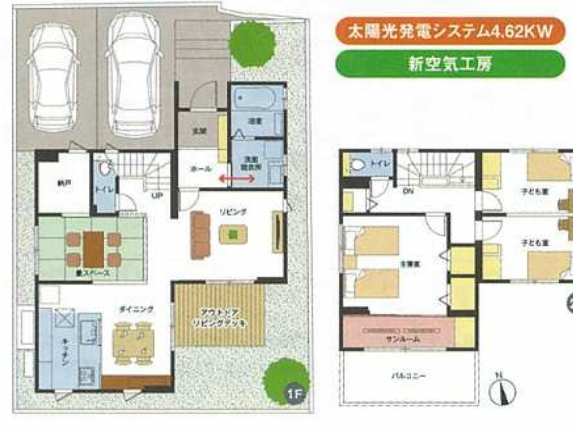 太陽光発電システム4.62KW
新空気工房
浴室
玄関
洗面
脱衣所
ホール
納戸
トイレ
UP
リビング
畳スペース
ダイニング
アウトドア
リビングデッキ
キッチン
1F
トイレ
DN
子ども室
子ども室
主寝室
サンルーム
バルコニー
N